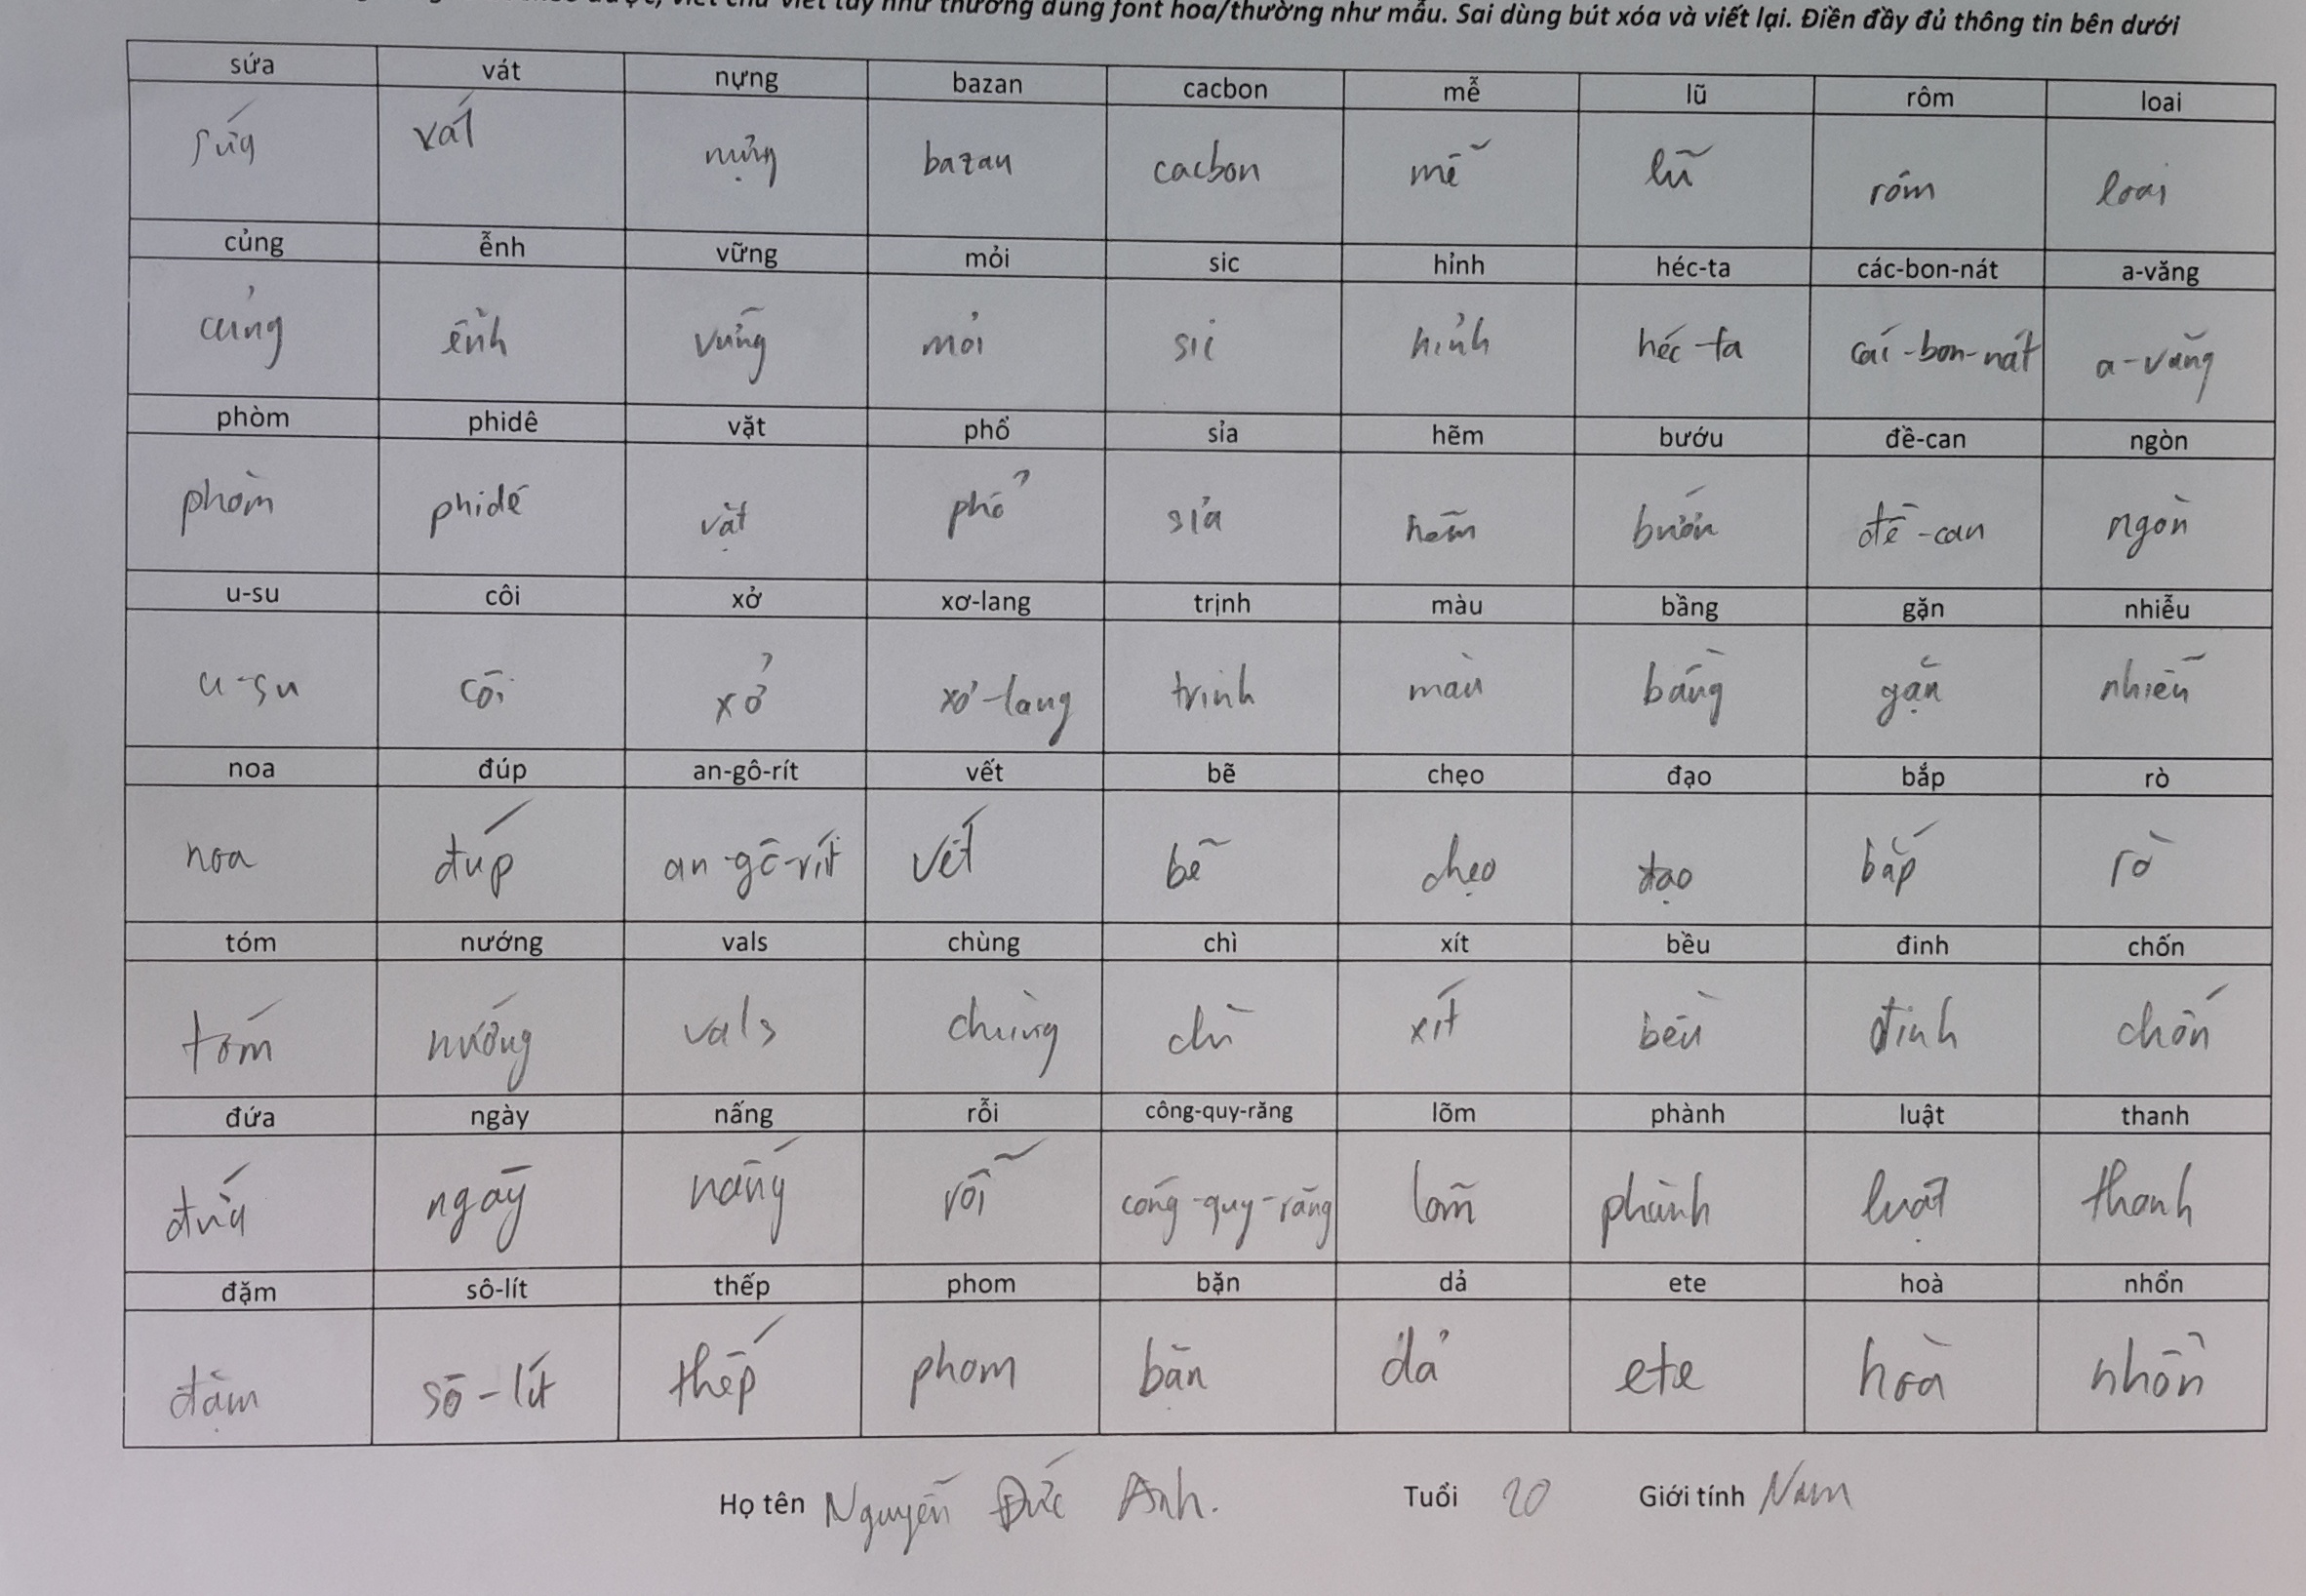 viết chữ viết tay như thường dùng font hoa/thường như mẫu. Sai dùng bút xóa và viết lại. Điền đầy đủ thông tin bên dưới
sứa vát nựng bazan cacbon mễ lũ rôm loai
sứa vát nựng bazan cacbon mễ lũ rôm loai
củng ễnh vững mỏi sic hỉnh héc-ta các-bon-nát a-văng
củng ễnh vững mỏi sic hỉnh héc-ta các-bon-nát a-văng
phòm phidê vặt phổ sỉa hẽm bướu đề-can ngòn
phòm phidê vặt phổ sỉa hẽm bướu đề-can ngòn
u-su côi xở xơ-lang trịnh màu bầng gặn nhiễu
u-su côi xở xơ-lang trinh màu bầng gặn nhiễu
noa đúp an-gô-rít vết bẽ chẹo đạo bắp rò
noa đúp an-gô-rít vết bẽ chẹo đạo bắp rò
tóm nướng vals chùng chì xít bều đinh chốn
tóm nướng vals chùng chì xít bều đinh chốn
đứa ngày nấng rỗi công-quy-răng lõm phành luật thanh
đứa ngày nấng rỗi công-quy-răng lõm phành luật thanh
đặm sô-lít thếp phom bặn dả ete hoà nhổn
đặm sô-lít thếp phom bặn dả ete hoà nhổn
Họ tên Nguyễn Đức Anh. Tuổi 20 Giới tính Nam